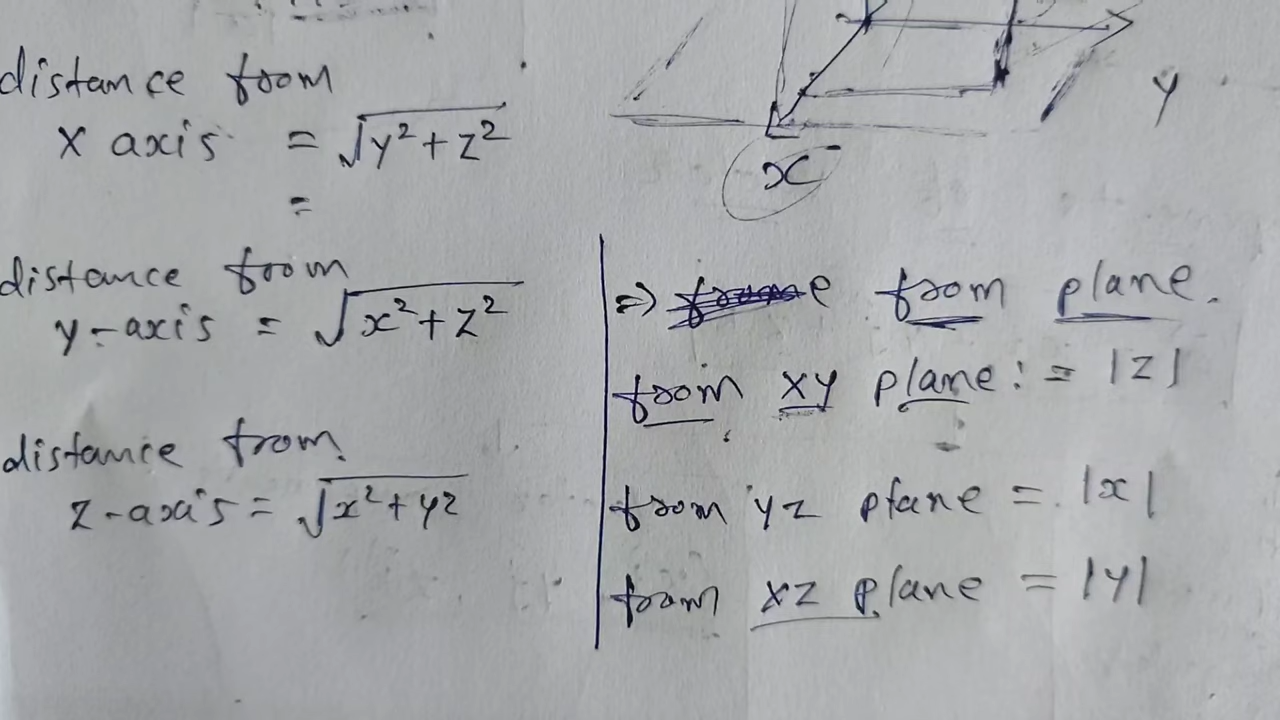 distance from
x axis = √y² + z²
=
distance from
y-axis = √x² + z²
distance from
z-axis = √x² + y2
Y
x
⇒ from plane.
from xy plane: = |z|
from yz plane = |x|
from xz plane = |y|